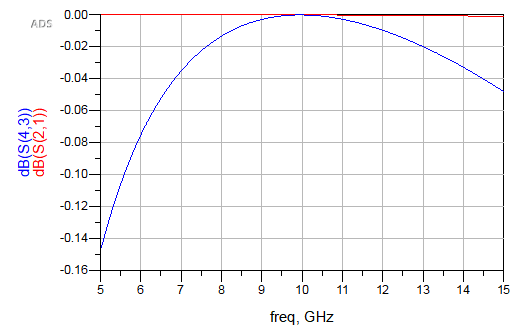 ADS
dB(S(4,3))
dB(S(2,1))
0.00
-0.02
-0.04
-0.06
-0.08
-0.10
-0.12
-0.14
-0.16
5 6 7 8 9 10 11 12 13 14 15
freq, GHz